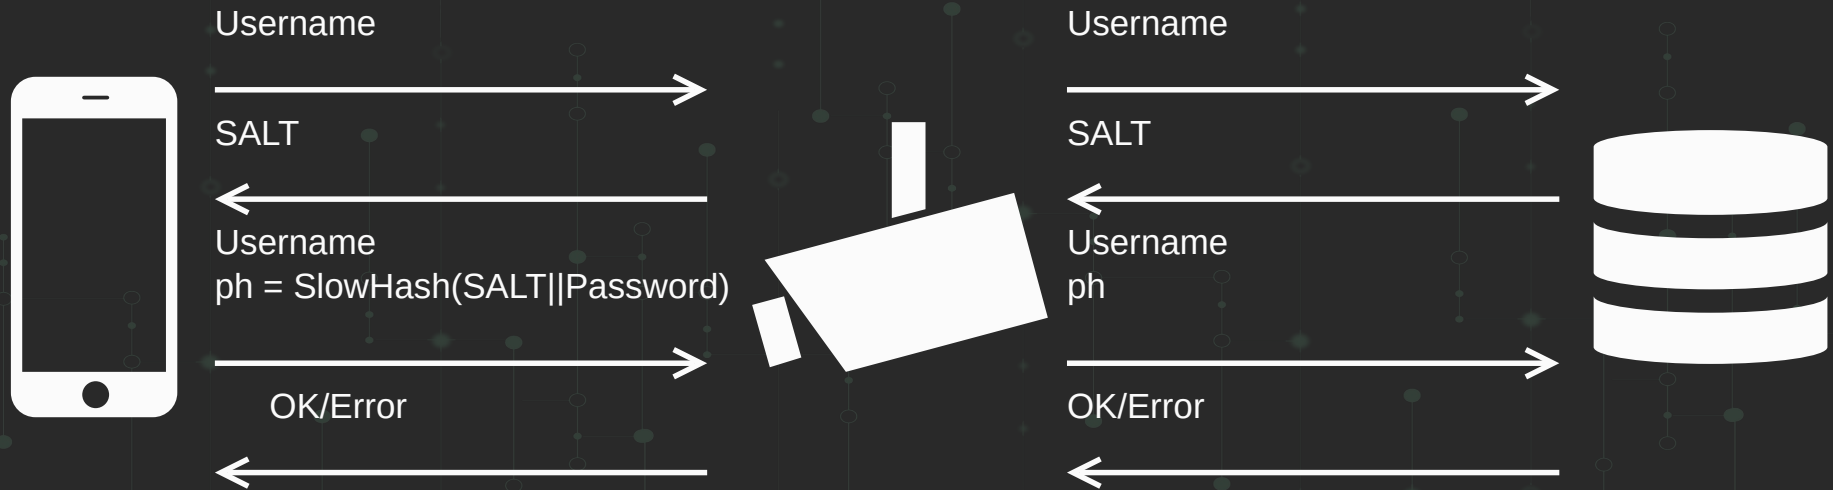 Username
SALT
Username
ph = SlowHash(SALT||Password)
OK/Error
Username
SALT
Username
ph
OK/Error